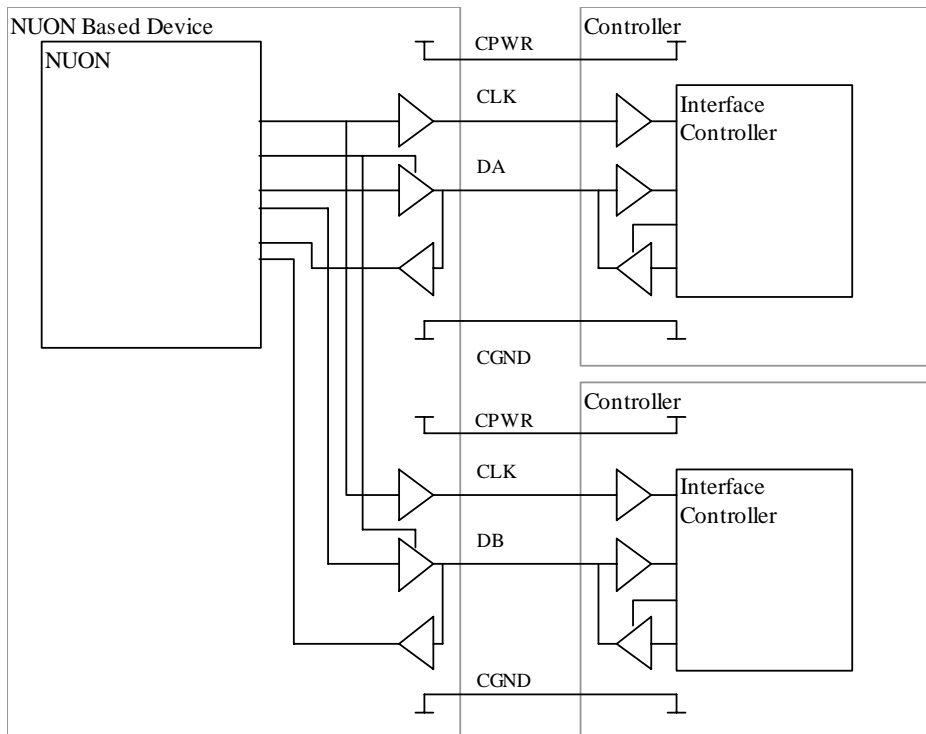 NUON Based Device
NUON
CPWR
Controller
CLK
Interface
Controller
DA
CGND
CPWR
Controller
CLK
Interface
Controller
DB
CGND